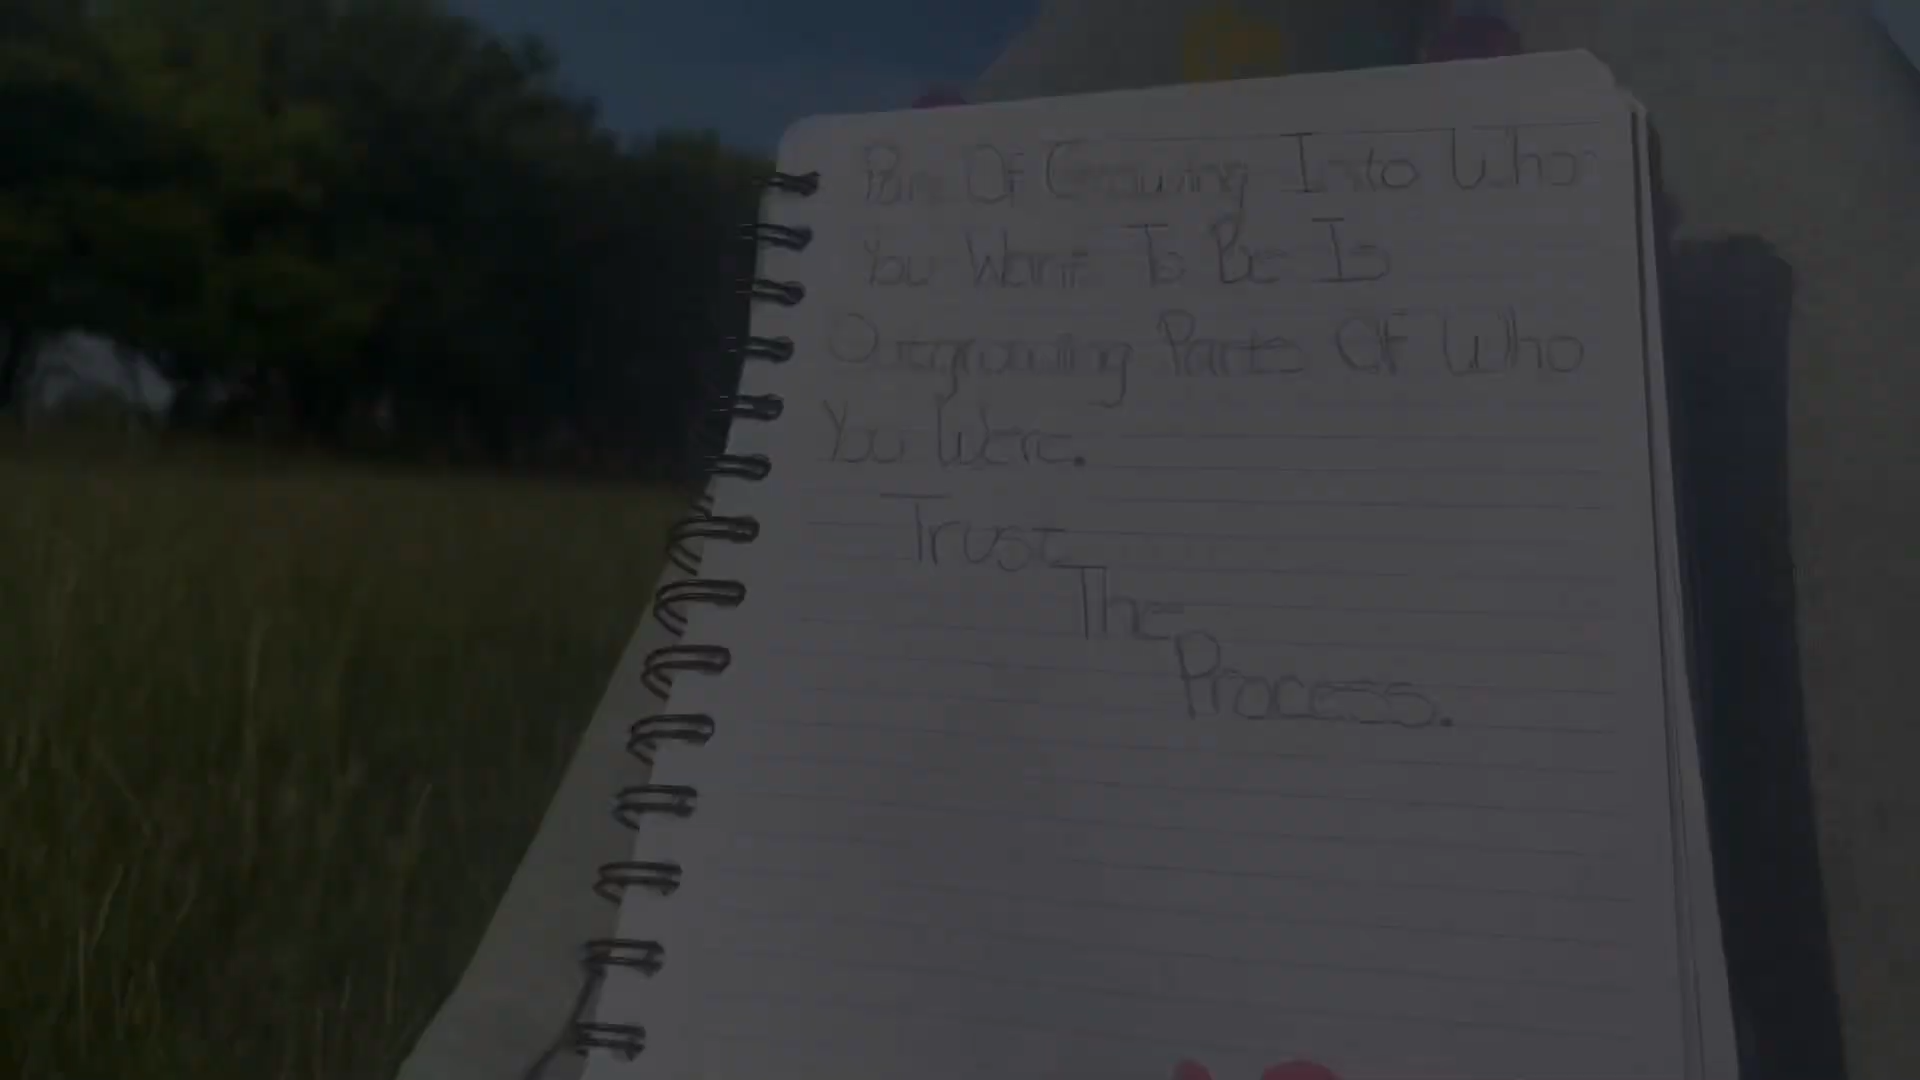 Part Of Growing Into Who
You Want To Be Is
Outgrowing Parts Of Who
You Were.
Trust
The
Process.